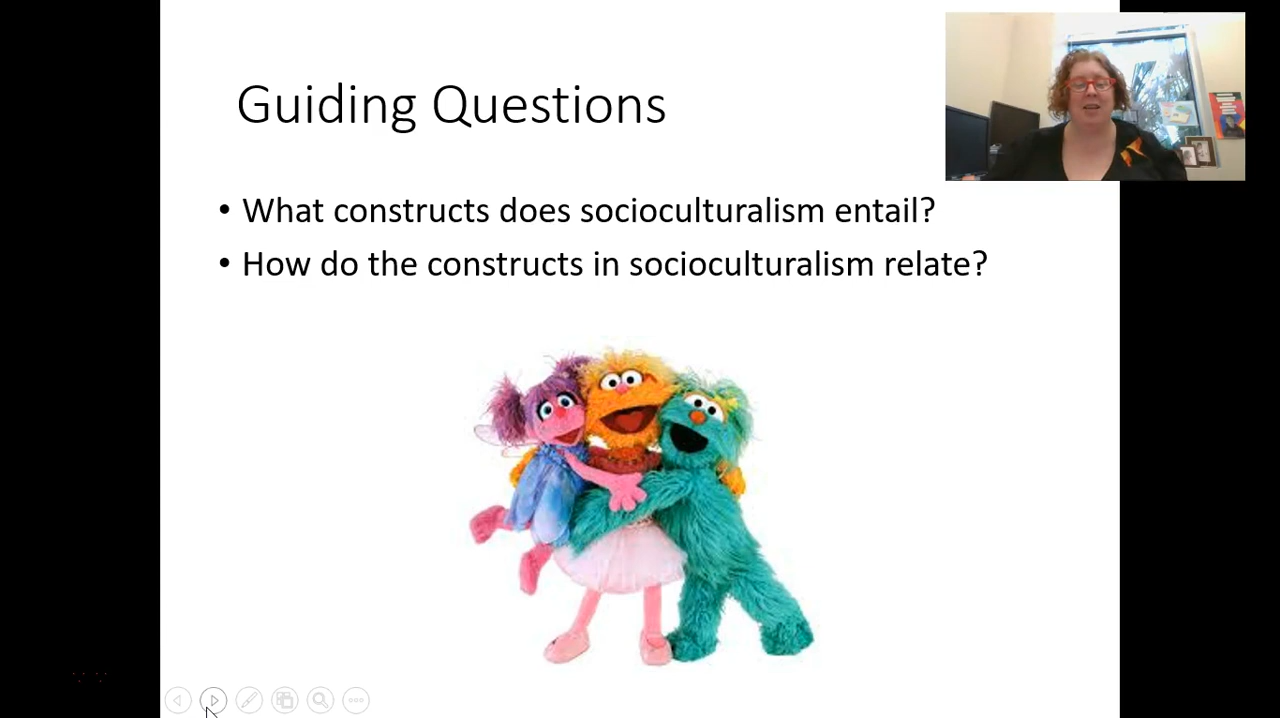 Guiding Questions
• What constructs does socioculturalism entail?
• How do the constructs in socioculturalism relate?